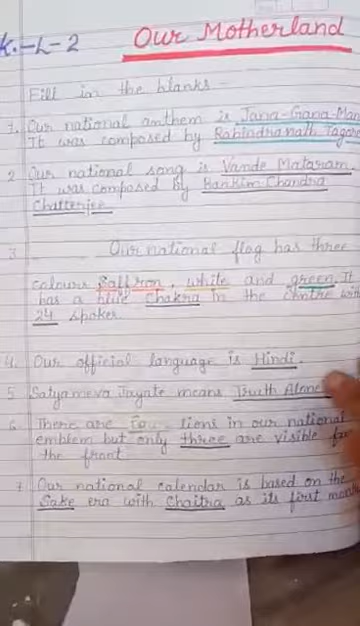 K.-L-2
Our Motherland
Fill in the blanks -
1. Our national anthem is Jana-Gana-Man
It was composed by Rabindranath Tagore
2 Our national song is Vande Mataram.
It was composed by Bankim Chandra
Chatterjee
3 Our national flag has three
colours Saffron, white and green. It
has a blue Chakra in the centre with
24 spokes
4. Our official language is Hindi.
5 Satyameva Jayate means Truth Alone
6 There are Fou lions in our national
emblem but only three are visible from
the front
7 Our national calendar is based on the
Sake era with Chaitra as its first month